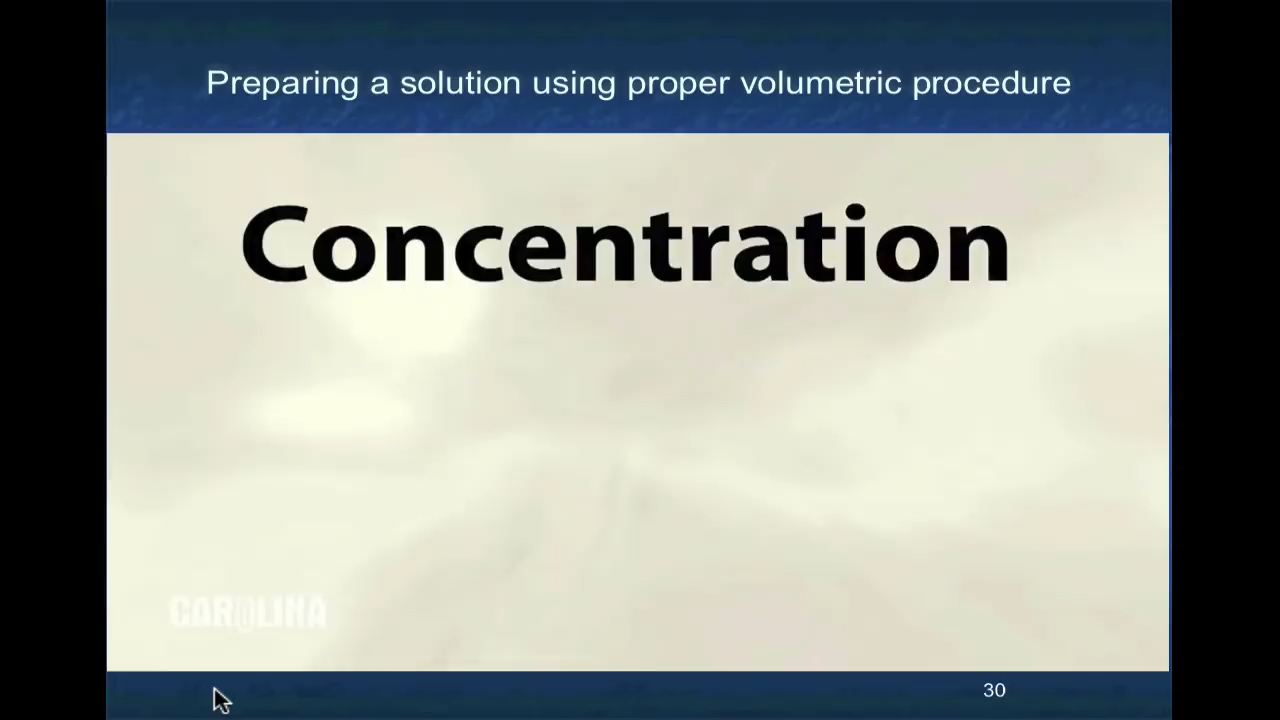 Preparing a solution using proper volumetric procedure
Concentration
CAROLINA
30